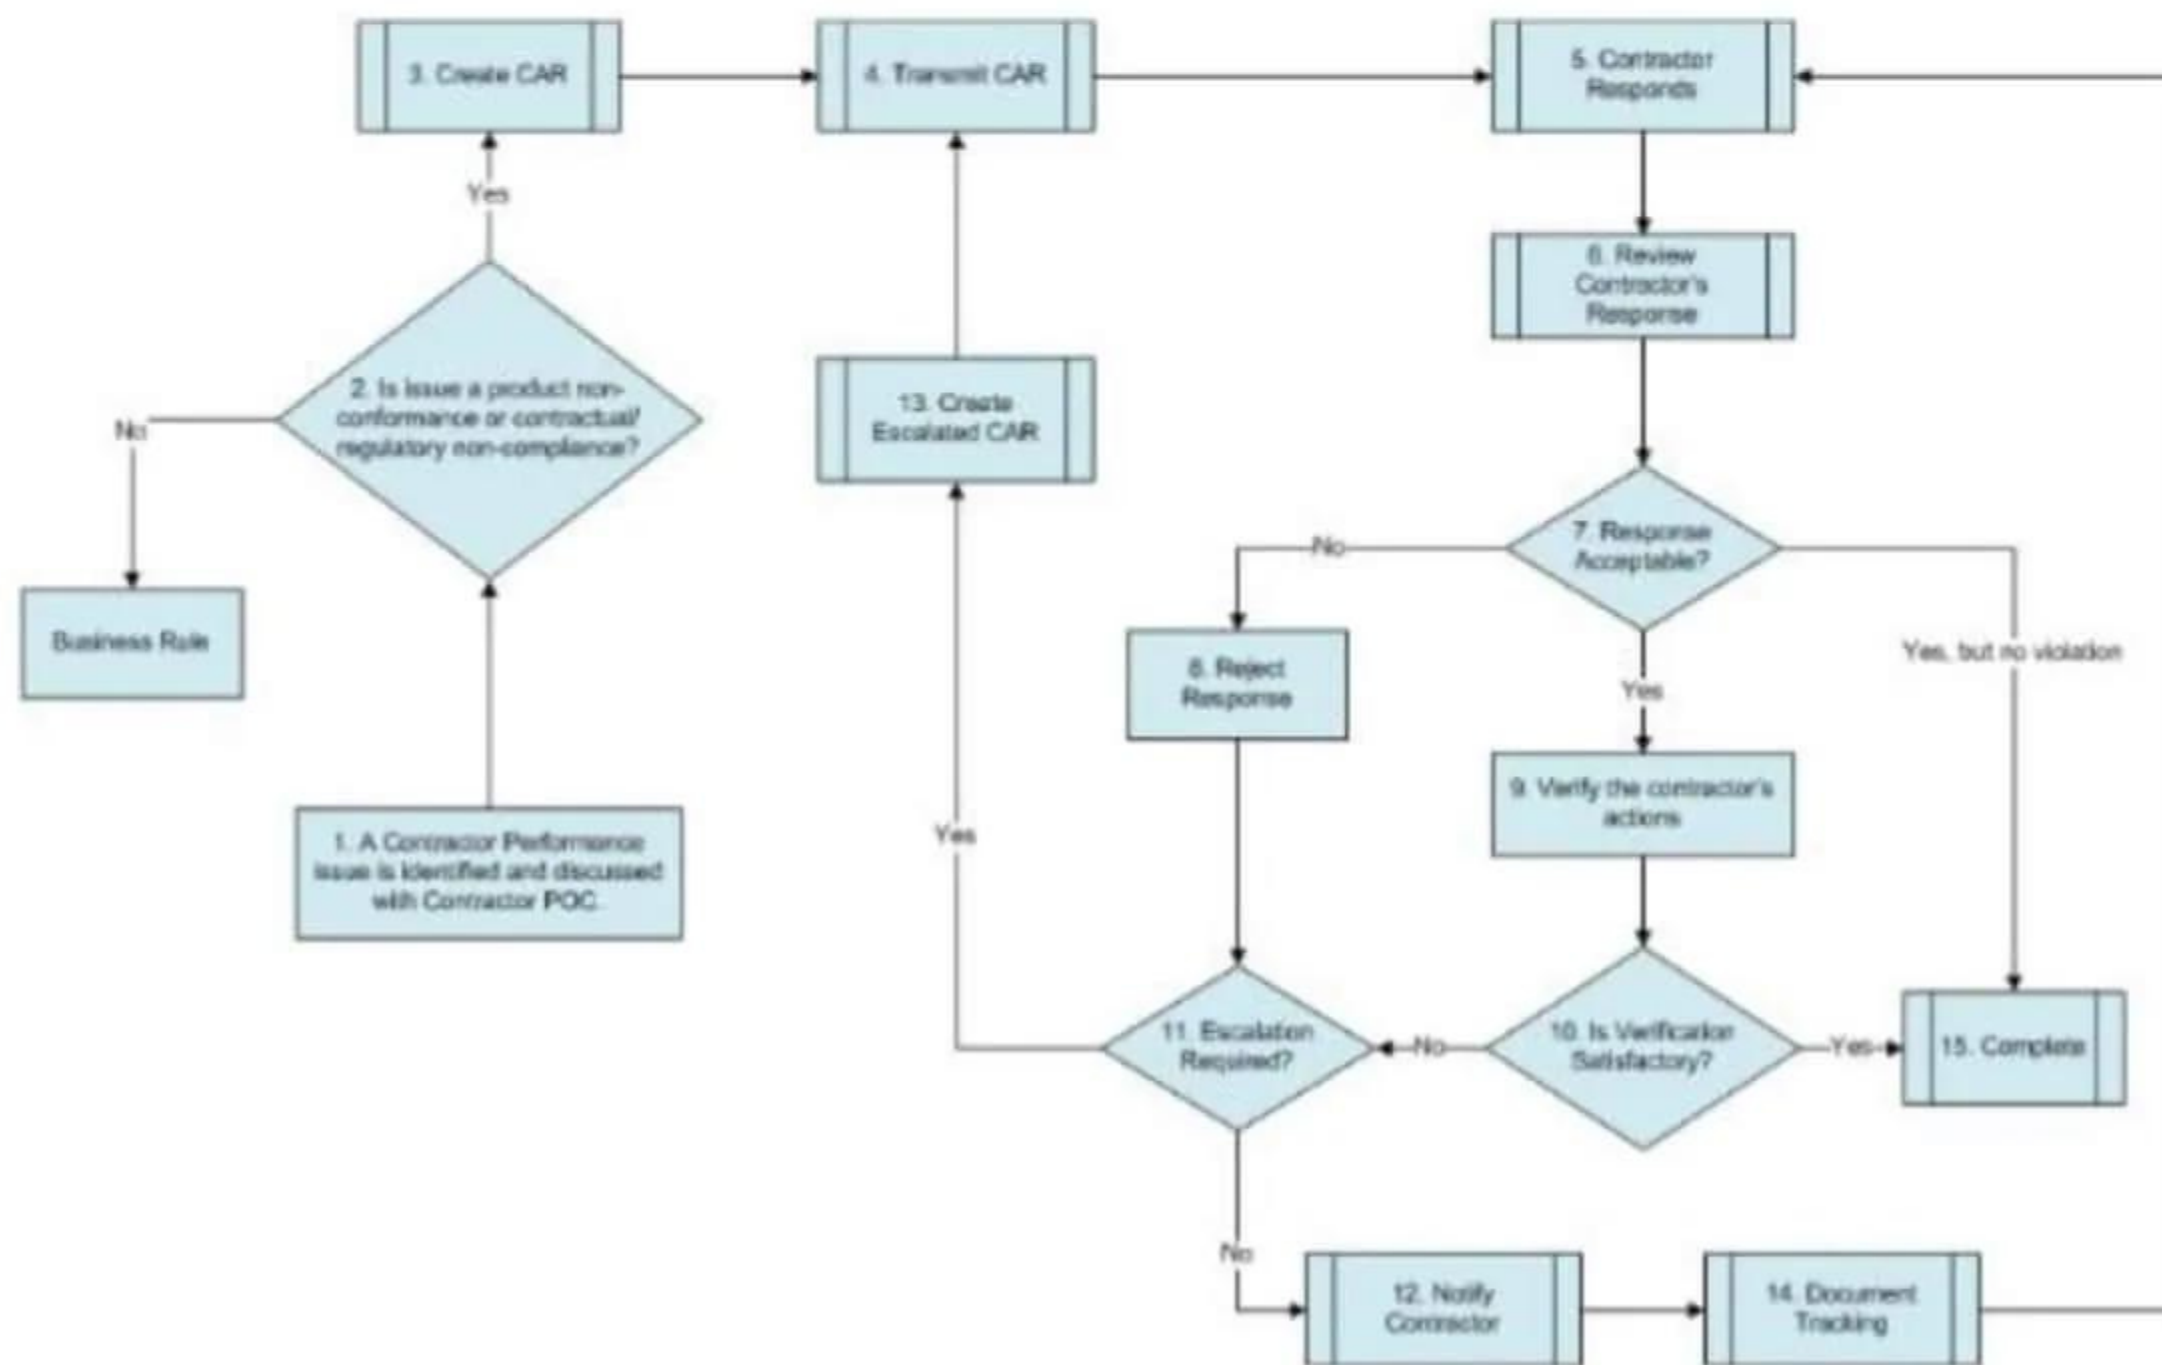 3. Create CAR
4. Transmit CAR
5. Contractor
Responds
Yes
6. Review
Contractor's
Response
2. Is issue a product non-
conformance or contractual/
regulatory non-compliance?
No
13. Create
Escalated CAR
7. Response
Acceptable?
No
Business Rule
8. Reject
Response
Yes, but no violation
Yes
9. Verify the contractor's
actions
Yes
1. A Contractor Performance
issue is identified and discussed
with Contractor POC.
11. Escalation
Required?
No
10. Is Verification
Satisfactory?
Yes
15. Complete
No
12. Notify
Contractor
14. Document
Tracking